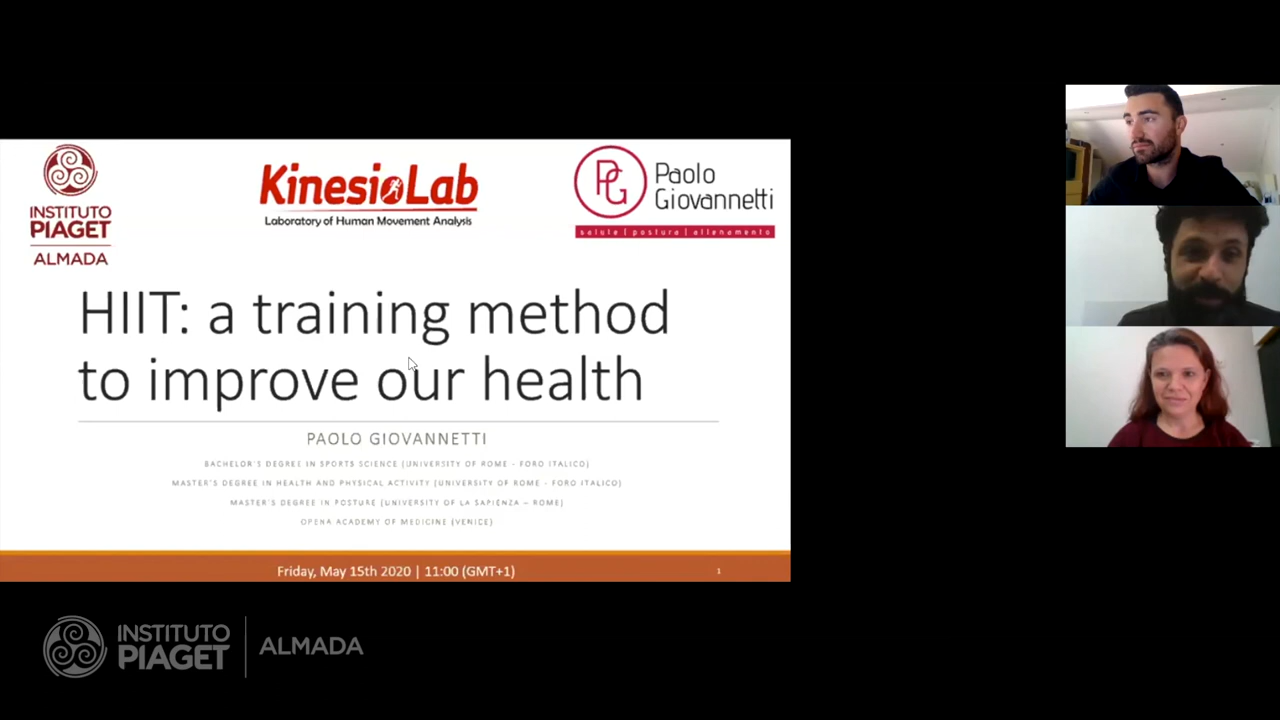 INSTITUTO
PIAGET
ALMADA
KinesioLab
Laboratory of Human Movement Analysis
PG
Paolo
Giovannetti
salute | postura | allenamento
HIIT: a training method
to improve our health
PAOLO GIOVANNETTI
BACHELOR'S DEGREE IN SPORTS SCIENCE (UNIVERSITY OF ROME - FORO ITALICO)
MASTER'S DEGREE IN HEALTH AND PHYSICAL ACTIVITY (UNIVERSITY OF ROME - FORO ITALICO)
MASTER'S DEGREE IN POSTURE (UNIVERSITY OF LA SAPIENZA – ROME)
OPENA ACADEMY OF MEDICINE (VENICE)
Friday, May 15th 2020 | 11:00 (GMT+1)
1
INSTITUTO
PIAGET
ALMADA